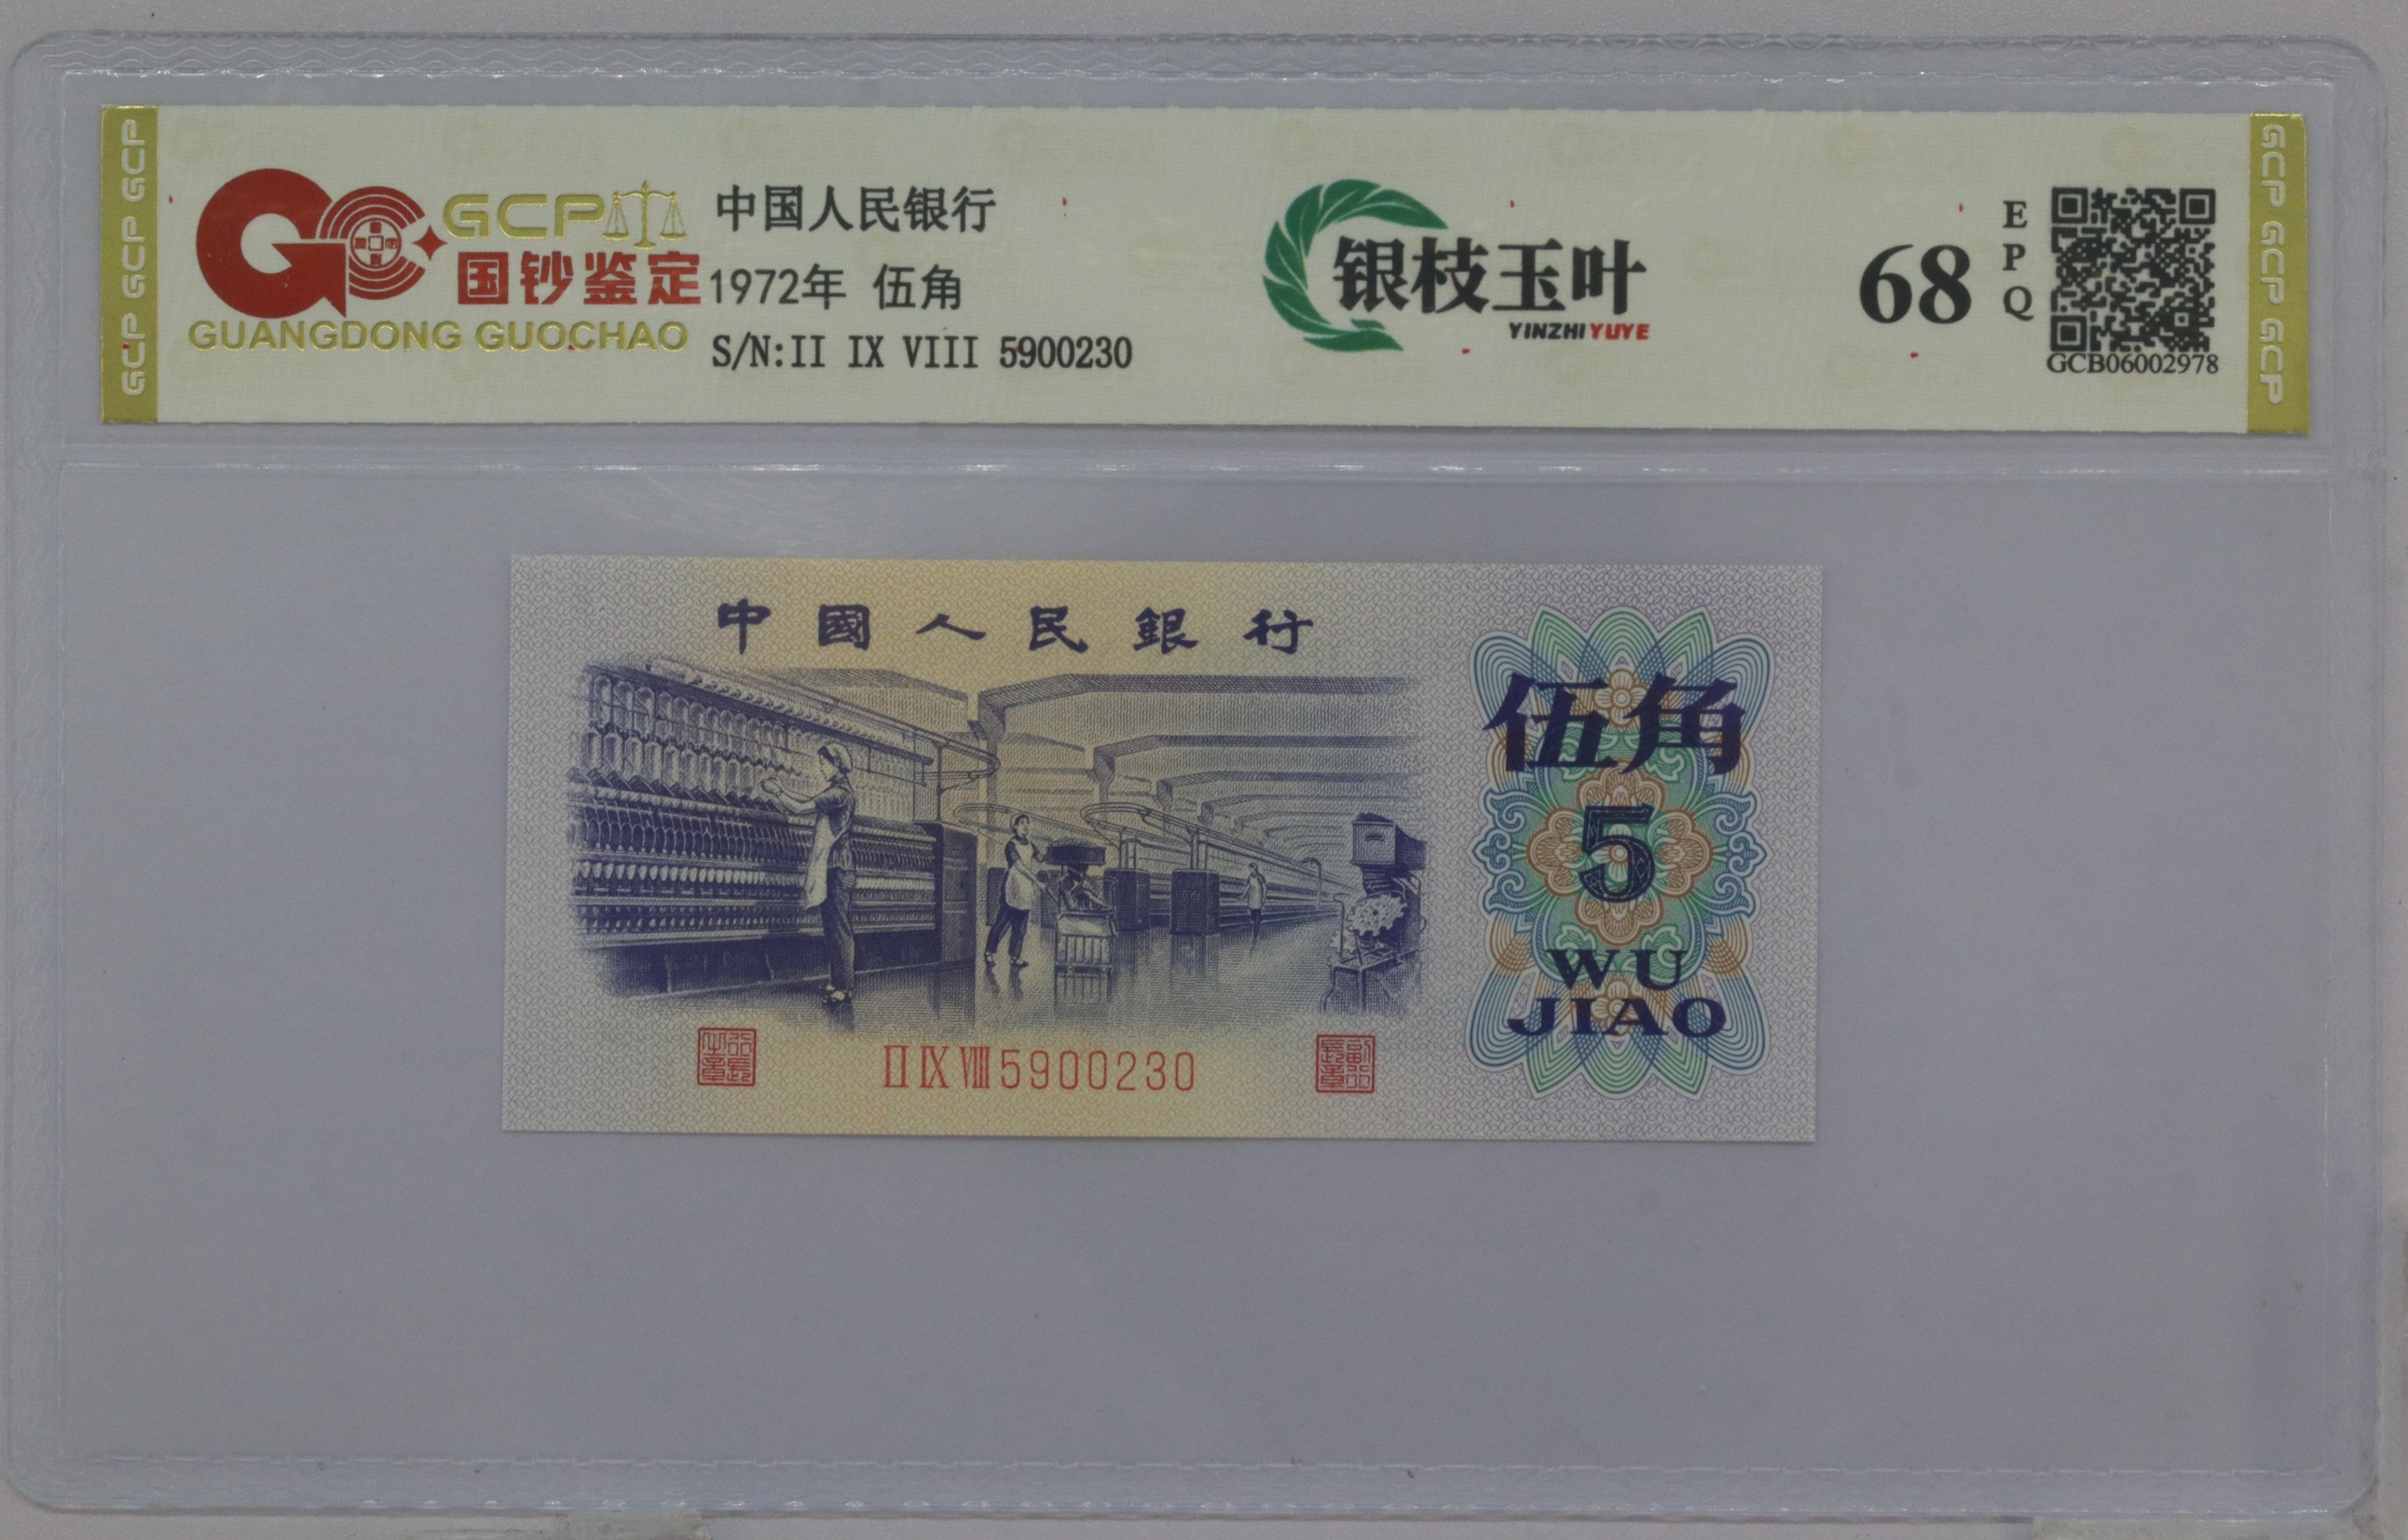 GCP GCP GCP
GCP
国钞鉴定
GUANGDONG GUOCHAO
中国人民银行
1972年 伍角
S/N:II IX VIII 5900230
银枝玉叶
YINZHI YUYE
68
EPQ
GCB06002978
GCP GCP GCP
中國人民銀行
伍角
5
WU
JIAO
II IX VIII 5900230